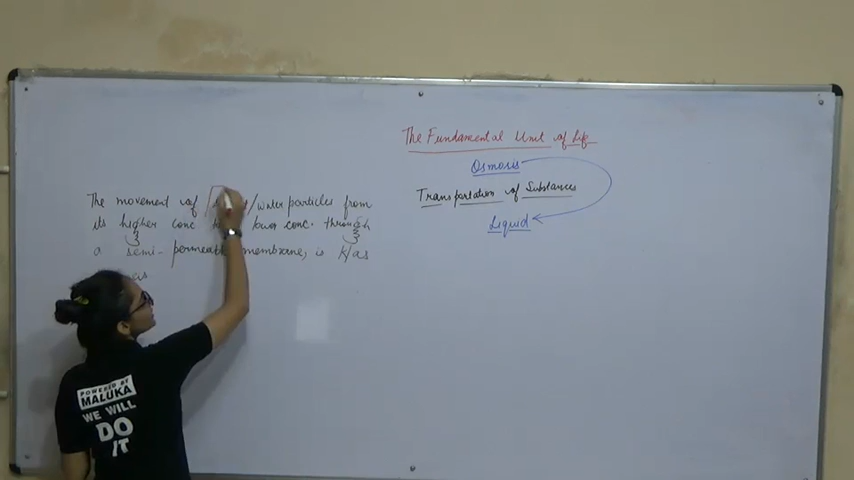 The Fundamental Unit of Life
Osmosis
Transportation of Substances
Liquid
The movement of /water particles from
its higher conc lower conc. through
a semi-permeable membrane, is k/as
POWERED BY
MALUKA
WE WILL
DO
IT